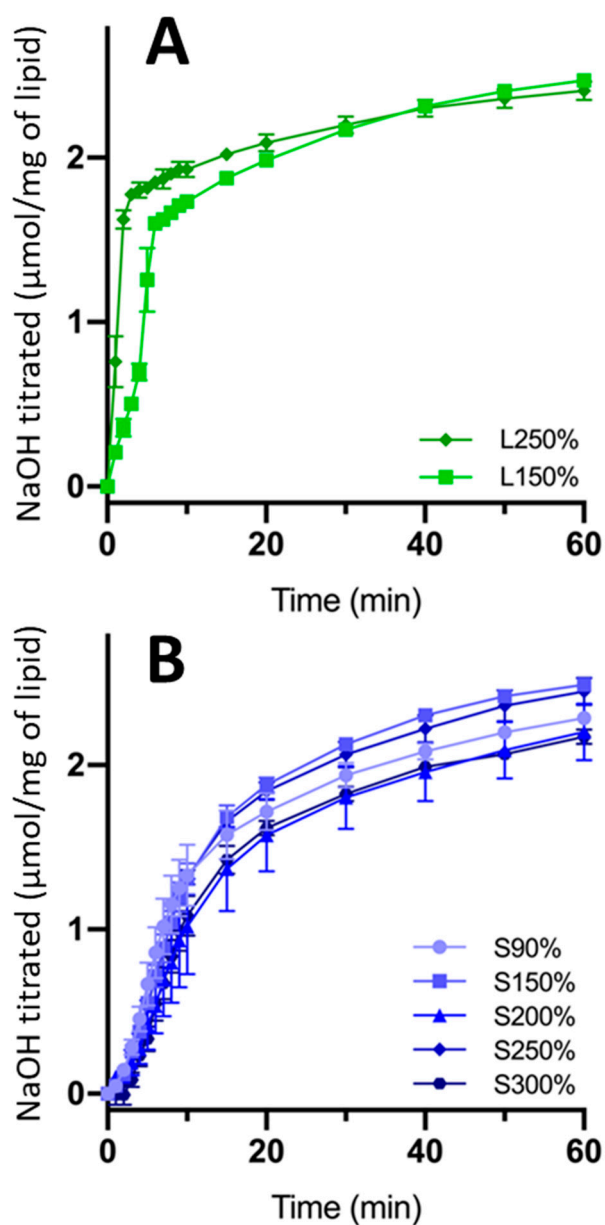 A
NaOH titrated (µmol/mg of lipid)
2
1
0
L250%
L150%
0
20
40
60
Time (min)
B
NaOH titrated (µmol/mg of lipid)
2
1
0
S90%
S150%
S200%
S250%
S300%
0
20
40
60
Time (min)